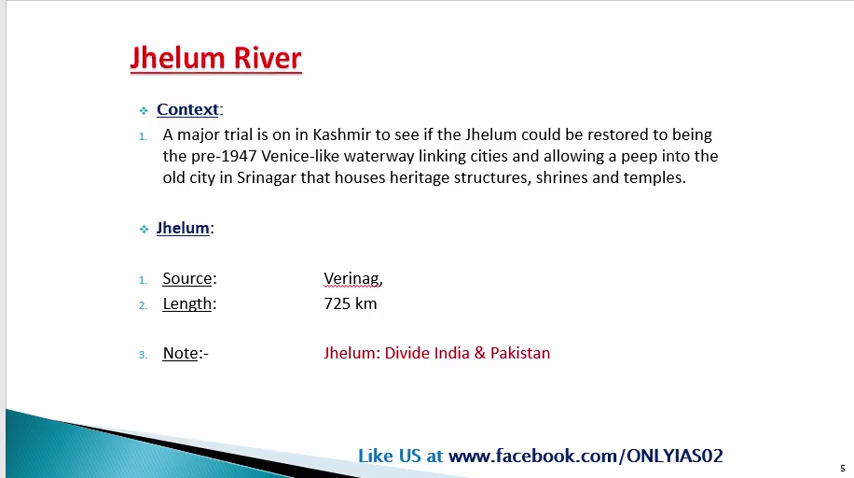 Jhelum River
❖ Context:
1. A major trial is on in Kashmir to see if the Jhelum could be restored to being
the pre-1947 Venice-like waterway linking cities and allowing a peep into the
old city in Srinagar that houses heritage structures, shrines and temples.
❖ Jhelum:
1. Source: Verinag,
2. Length: 725 km
3. Note:- Jhelum: Divide India & Pakistan
Like US at www.facebook.com/ONLYIAS02
5